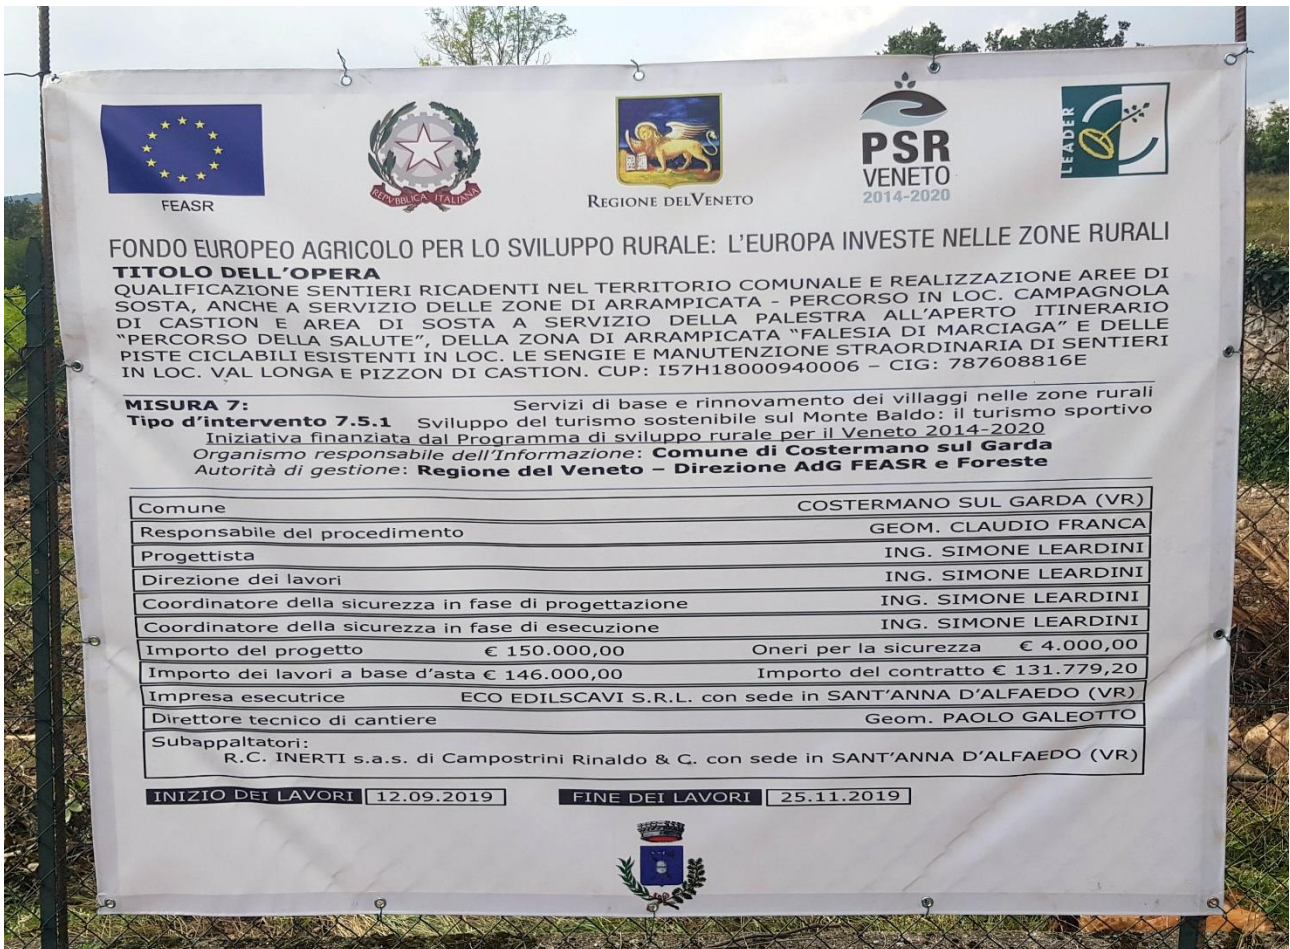 FEASR
REPVBBLICA ITALIANA
REGIONE DEL VENETO
PSR
VENETO
2014-2020
LEADER
FONDO EUROPEO AGRICOLO PER LO SVILUPPO RURALE: L'EUROPA INVESTE NELLE ZONE RURALI
TITOLO DELL'OPERA
QUALIFICAZIONE SENTIERI RICADENTI NEL TERRITORIO COMUNALE E REALIZZAZIONE AREE DI
SOSTA, ANCHE A SERVIZIO DELLE ZONE DI ARRAMPICATA - PERCORSO IN LOC. CAMPAGNOLA
DI CASTION E AREA DI SOSTA A SERVIZIO DELLA PALESTRA ALL'APERTO ITINERARIO
"PERCORSO DELLA SALUTE", DELLA ZONA DI ARRAMPICATA "FALESIA DI MARCIAGA" E DELLE
PISTE CICLABILI ESISTENTI IN LOC. LE SENGIE E MANUTENZIONE STRAORDINARIA DI SENTIERI
IN LOC. VAL LONGA E PIZZON DI CASTION. CUP: I57H18000940006 – CIG: 787608816E
MISURA 7: Servizi di base e rinnovamento dei villaggi nelle zone rurali
Tipo d'intervento 7.5.1 Sviluppo del turismo sostenibile sul Monte Baldo: il turismo sportivo
Iniziativa finanziata dal Programma di sviluppo rurale per il Veneto 2014-2020
Organismo responsabile dell'Informazione: Comune di Costermano sul Garda
Autorità di gestione: Regione del Veneto – Direzione AdG FEASR e Foreste
Comune COSTERMANO SUL GARDA (VR)
Responsabile del procedimento GEOM. CLAUDIO FRANCA
Progettista ING. SIMONE LEARDINI
Direzione dei lavori ING. SIMONE LEARDINI
Coordinatore della sicurezza in fase di progettazione ING. SIMONE LEARDINI
Coordinatore della sicurezza in fase di esecuzione ING. SIMONE LEARDINI
Importo del progetto € 150.000,00 Oneri per la sicurezza € 4.000,00
Importo dei lavori a base d'asta € 146.000,00 Importo del contratto € 131.779,20
Impresa esecutrice ECO EDILSCAVI S.R.L. con sede in SANT'ANNA D'ALFAEDO (VR)
Direttore tecnico di cantiere Geom. PAOLO GALEOTTO
Subappaltatori:
R.C. INERTI s.a.s. di Campostrini Rinaldo & C. con sede in SANT'ANNA D'ALFAEDO (VR)
INIZIO DEI LAVORI 12.09.2019 FINE DEI LAVORI 25.11.2019